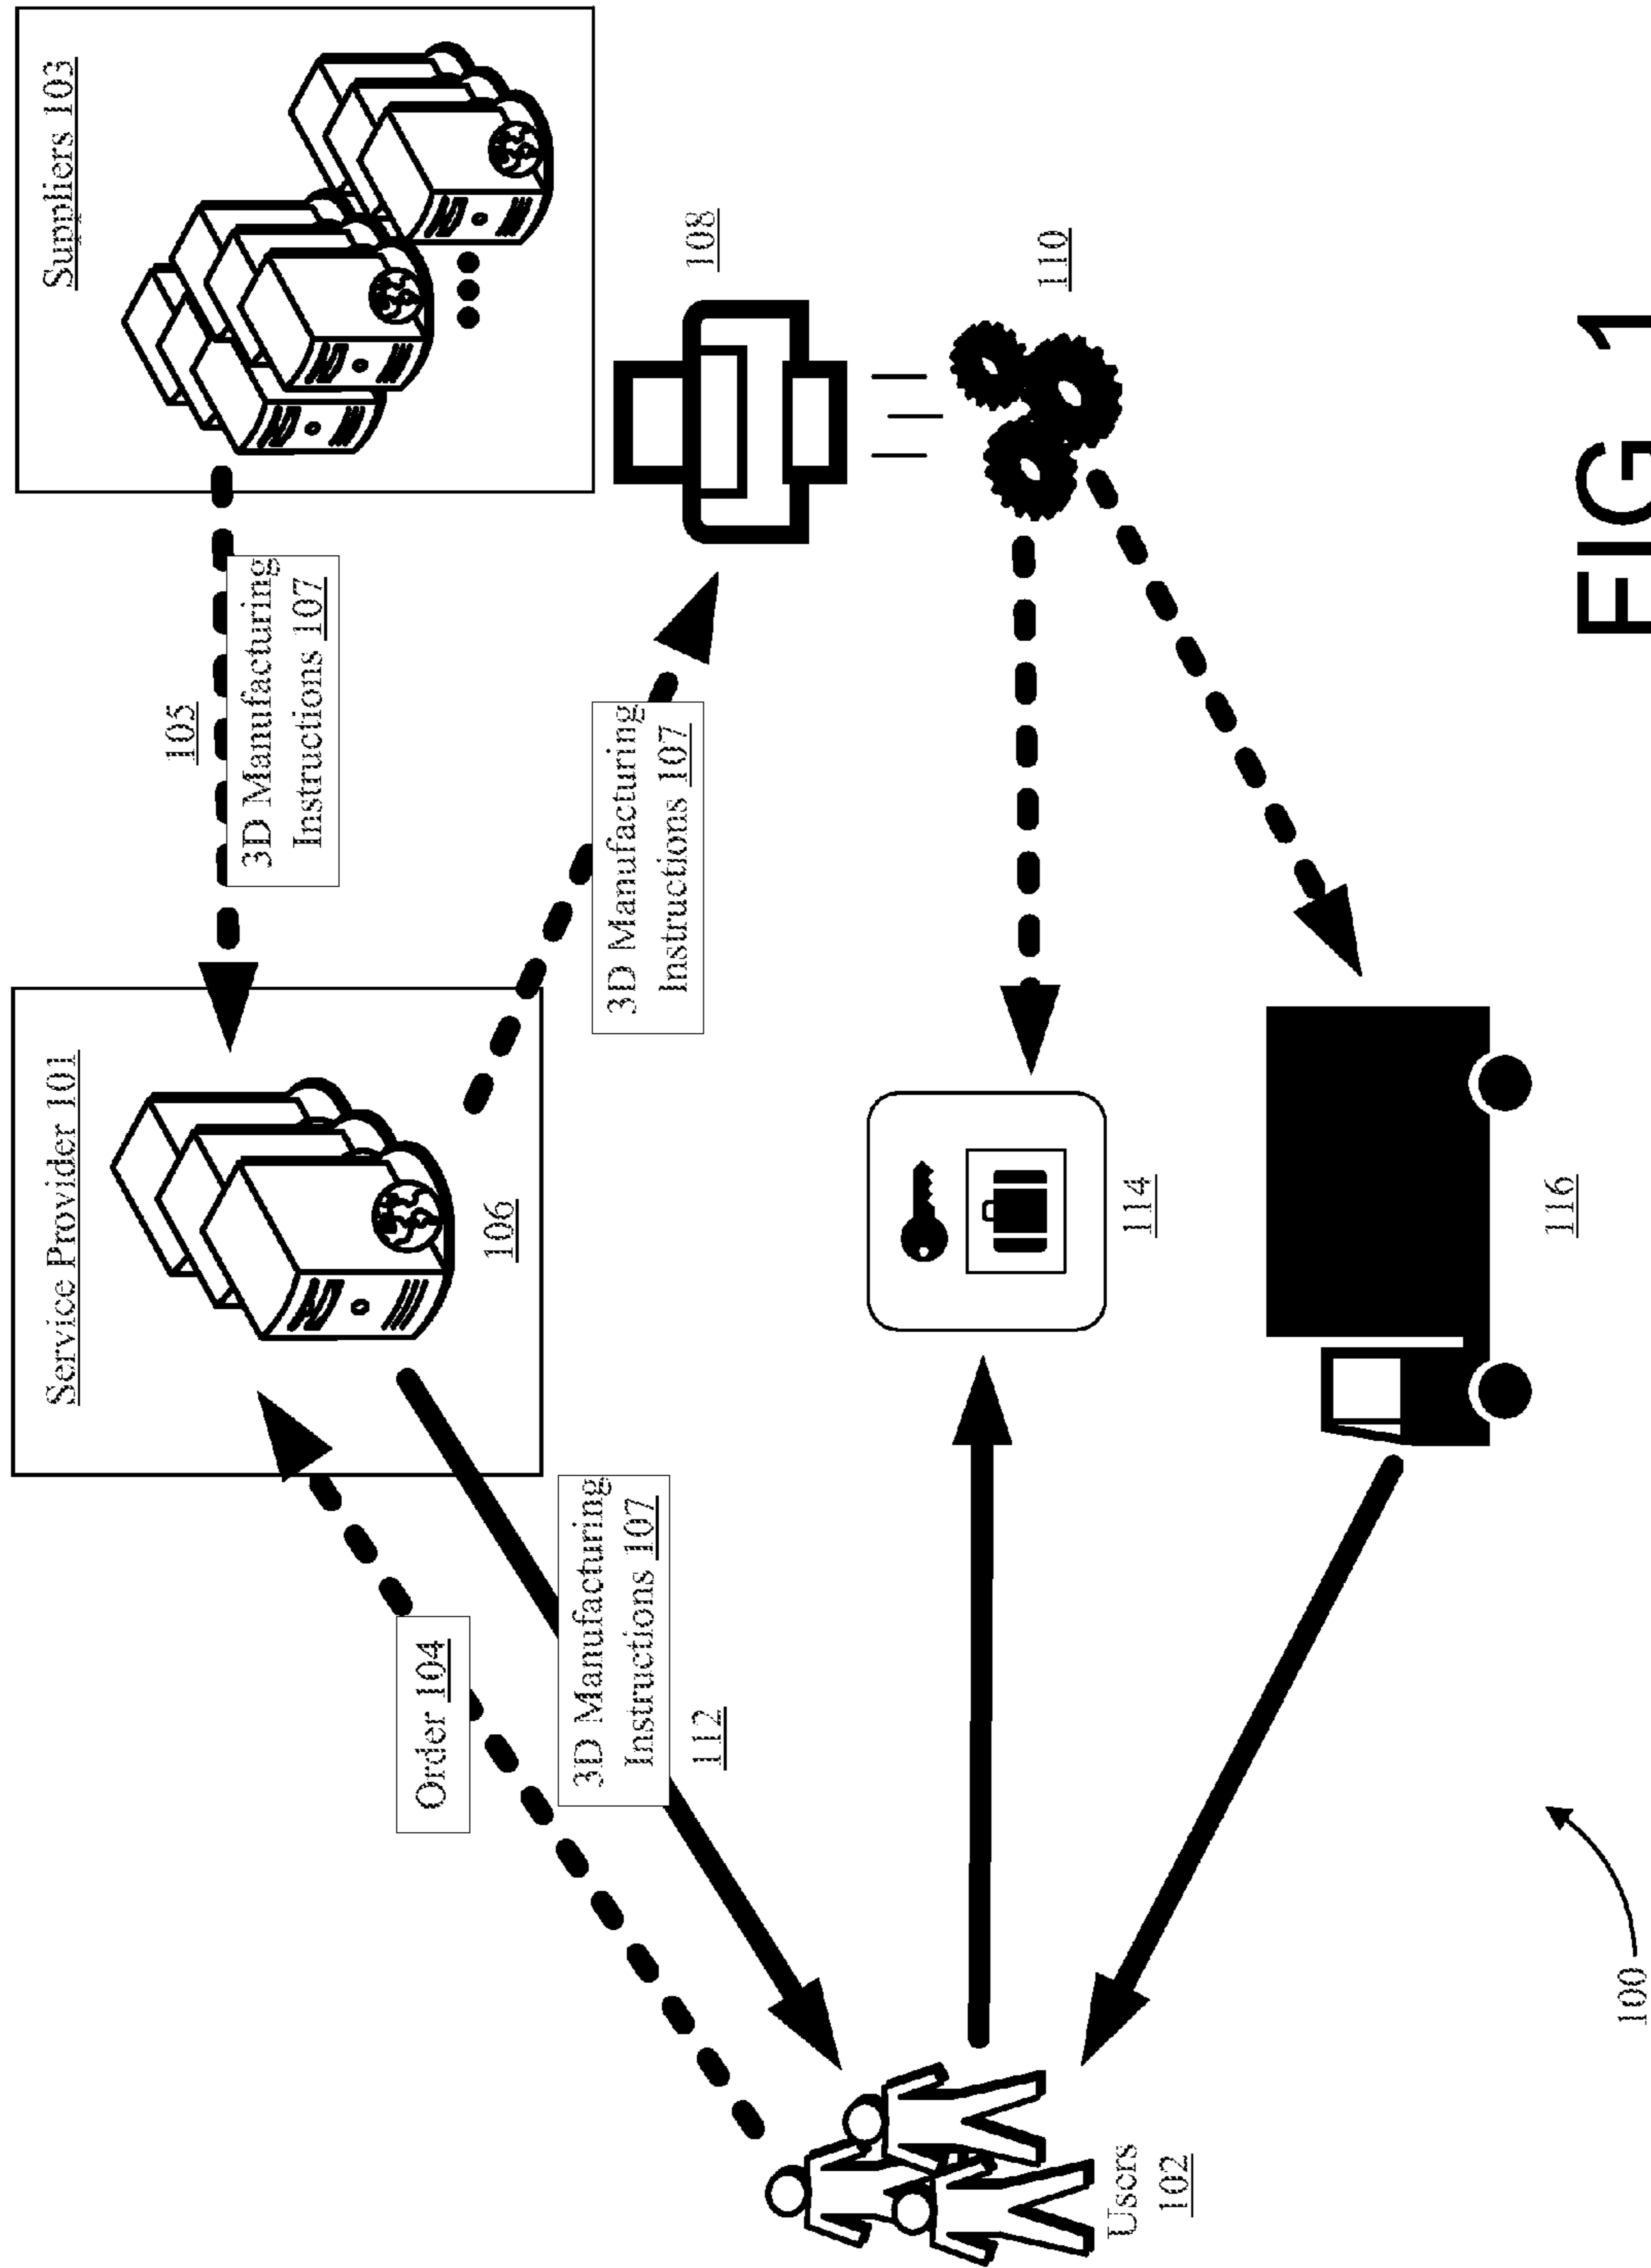 Service Provider 101
Suppliers 103
105
3D Manufacturing
Instructions 107
Order 104
106
3D Manufacturing
Instructions 107
3D Manufacturing
Instructions 107
112
108
110
114
Users
102
116
100
FIG. 1